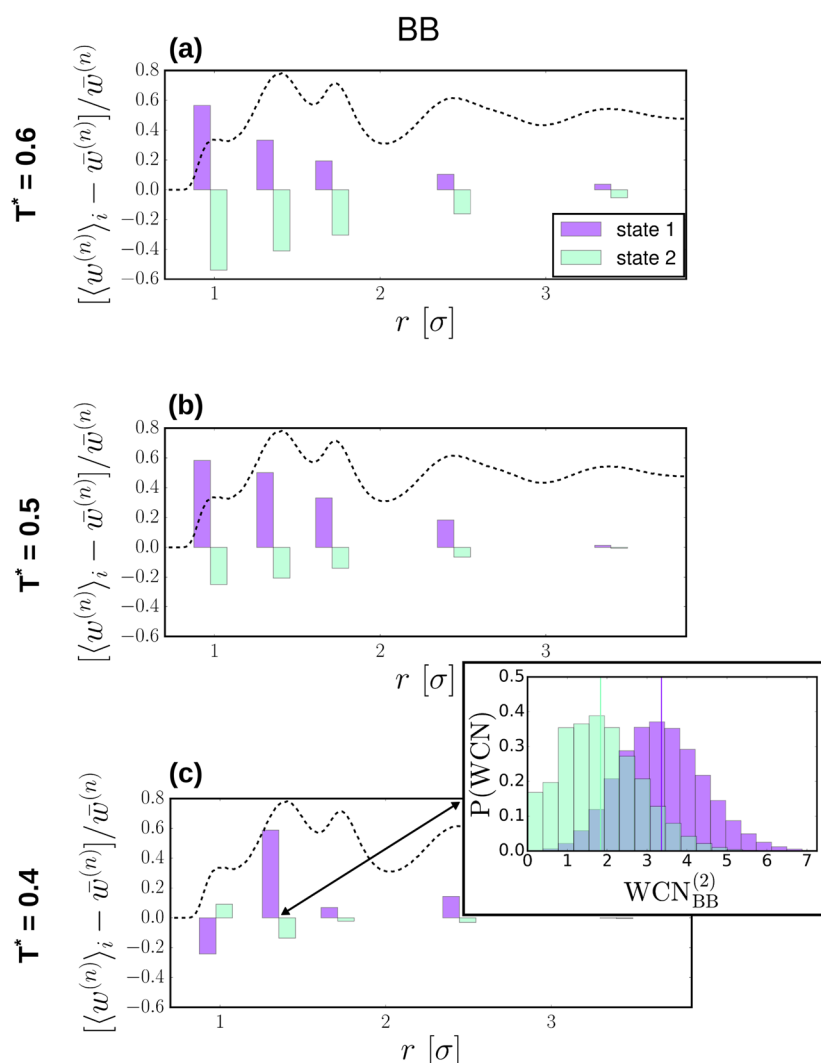 BB
(a)
T* = 0.6
[⟨w^(n)⟩_i − w̄^(n)]/w̄^(n)
0.8
0.6
0.4
0.2
0.0
−0.2
−0.4
−0.6
state 1
state 2
1 2 3
r [σ]
(b)
T* = 0.5
[⟨w^(n)⟩_i − w̄^(n)]/w̄^(n)
0.8
0.6
0.4
0.2
0.0
−0.2
−0.4
−0.6
1 2 3
r [σ]
(c)
T* = 0.4
[⟨w^(n)⟩_i − w̄^(n)]/w̄^(n)
0.8
0.6
0.4
0.2
0.0
−0.2
−0.4
−0.6
1 2 3
r [σ]
P(WCN)
0.5
0.4
0.3
0.2
0.1
0.0
0 1 2 3 4 5 6 7
WCN_BB^(2)